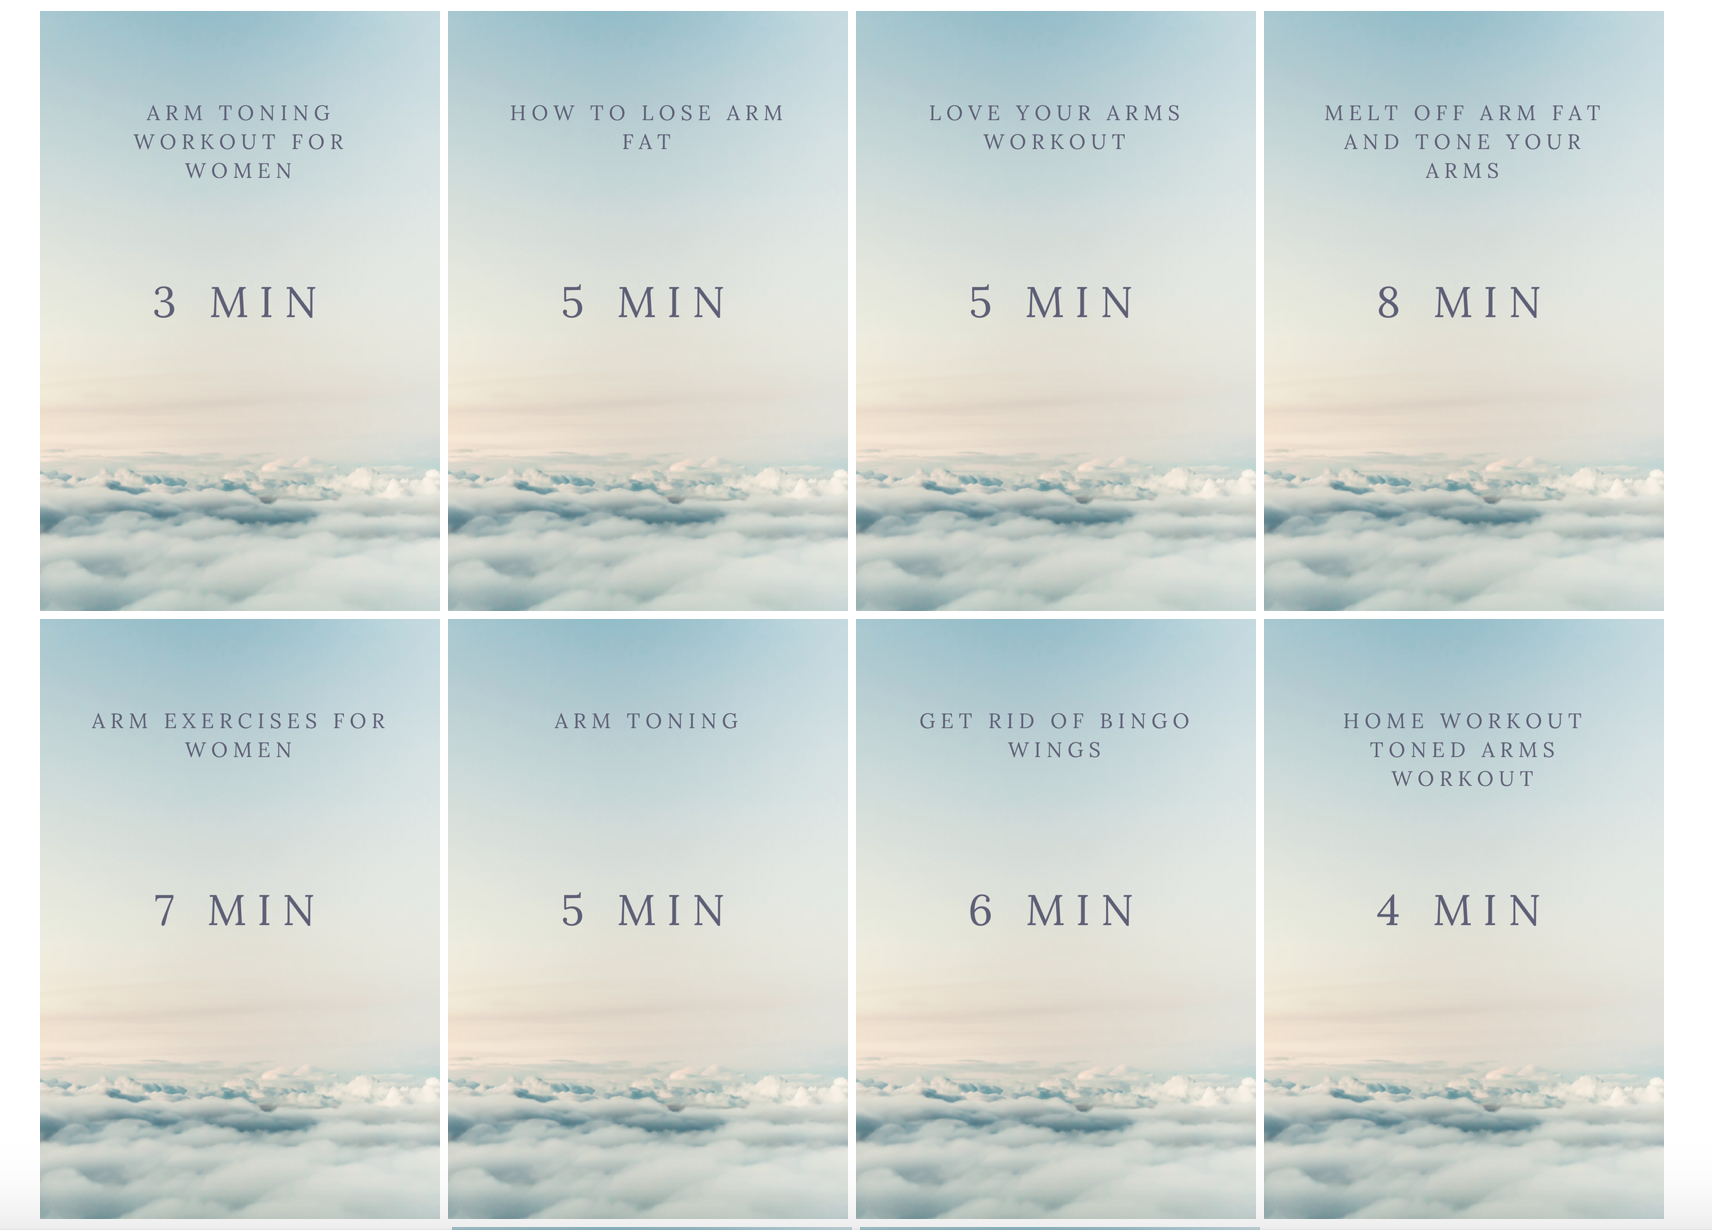 ARM TONING
WORKOUT FOR
WOMEN
3 MIN
HOW TO LOSE ARM
FAT
5 MIN
LOVE YOUR ARMS
WORKOUT
5 MIN
MELT OFF ARM FAT
AND TONE YOUR
ARMS
8 MIN
ARM EXERCISES FOR
WOMEN
7 MIN
ARM TONING
5 MIN
GET RID OF BINGO
WINGS
6 MIN
HOME WORKOUT
TONED ARMS
WORKOUT
4 MIN